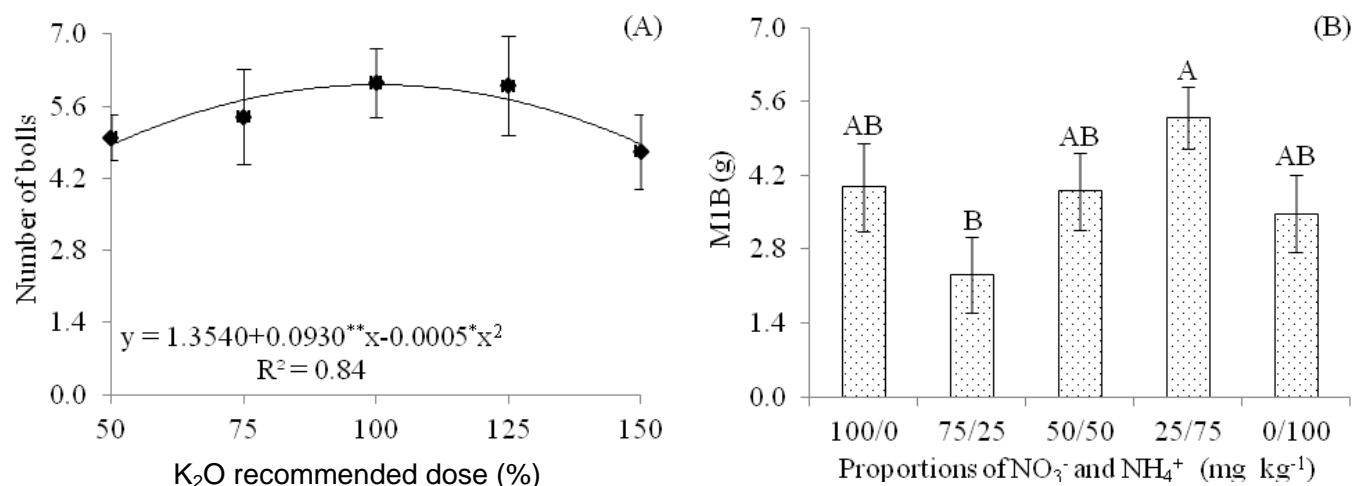 (A)
Number of bolls
7.0
5.6
4.2
2.8
1.4
0.0
y = 1.3540+0.0930**x-0.0005*x²
R² = 0.84
50 75 100 125 150
K₂O recommended dose (%)
(B)
M1B (g)
7.0
5.6
4.2
2.8
1.4
0.0
AB B AB A AB
100/0 75/25 50/50 25/75 0/100
Proportions of NO₃⁻ and NH₄⁺ (mg kg⁻¹)